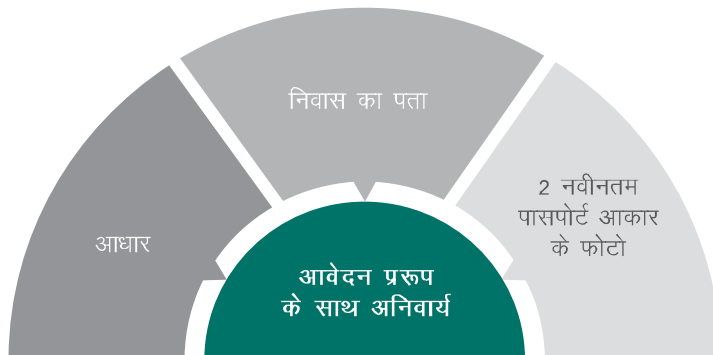 आधार
निवास का पता
2 नवीनतम
पासपोर्ट आकार
के फोटो
आवेदन प्ररूप
के साथ अनिवार्य